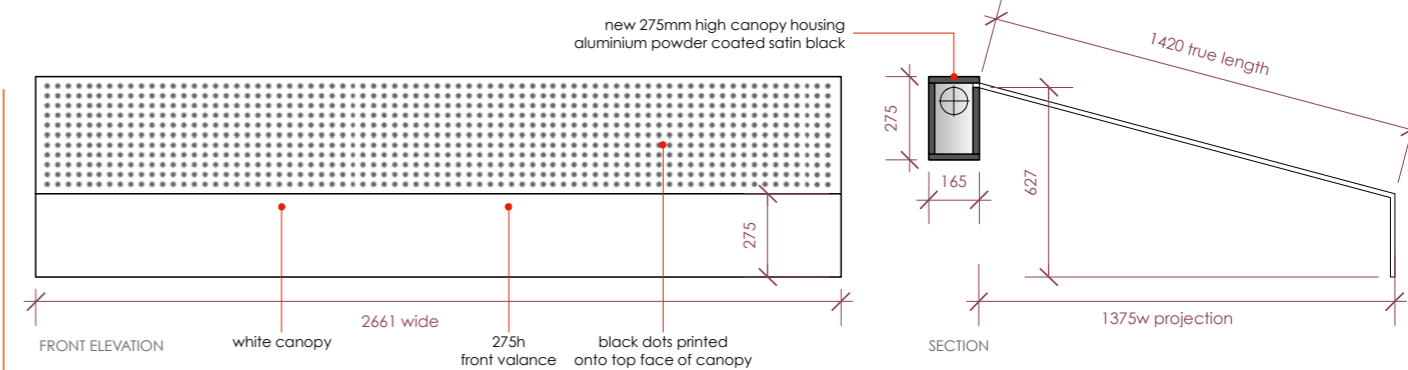 new 275mm high canopy housing
aluminium powder coated satin black
1420 true length
275
165
627
275
2661 wide
1375w projection
FRONT ELEVATION
white canopy
275h
front valance
black dots printed
onto top face of canopy
SECTION